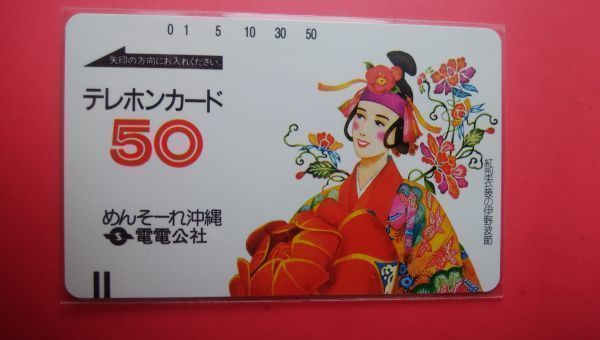 0 1 5 10 30 50
矢印の方向にお入れください
テレホンカード
50
めんそーれ沖縄
電電公社
紅型衣装の伊野波節